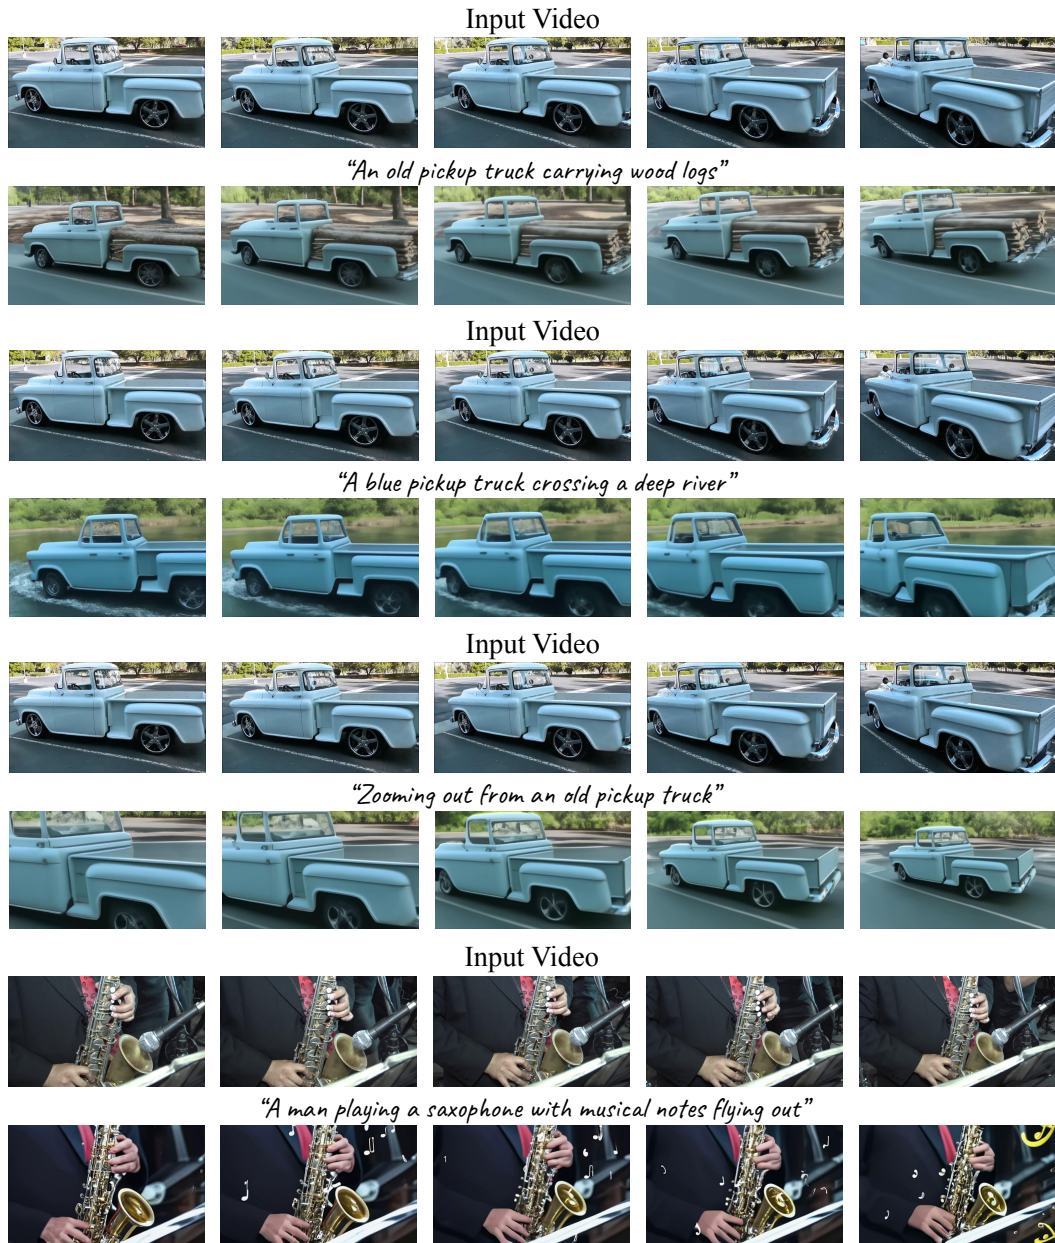 Input Video
“An old pickup truck carrying wood logs”
Input Video
“A blue pickup truck crossing a deep river”
Input Video
“Zooming out from an old pickup truck”
Input Video
“A man playing a saxophone with musical notes flying out”